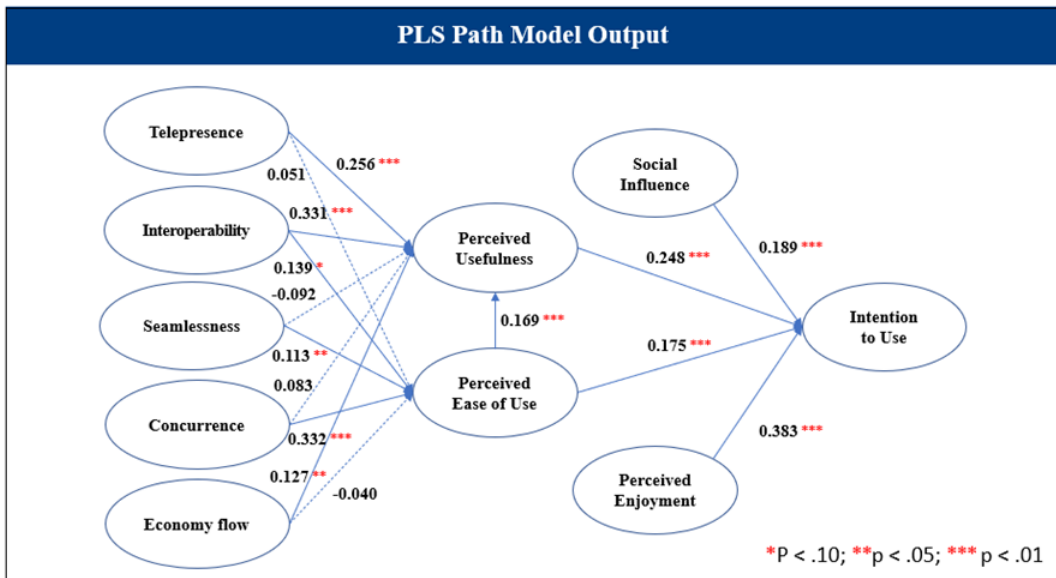 PLS Path Model Output
Telepresence
0.256 ***
0.051
Social
Influence
Interoperability
0.331 ***
Perceived
Usefulness
0.189 ***
0.139 *
0.248 ***
-0.092
Seamlessness
0.169 ***
Intention
to Use
0.113 **
0.175 ***
0.083
Perceived
Ease of Use
Concurrence
0.332 ***
0.383 ***
0.127 **
-0.040
Perceived
Enjoyment
Economy flow
*P < .10; **p < .05; *** p < .01